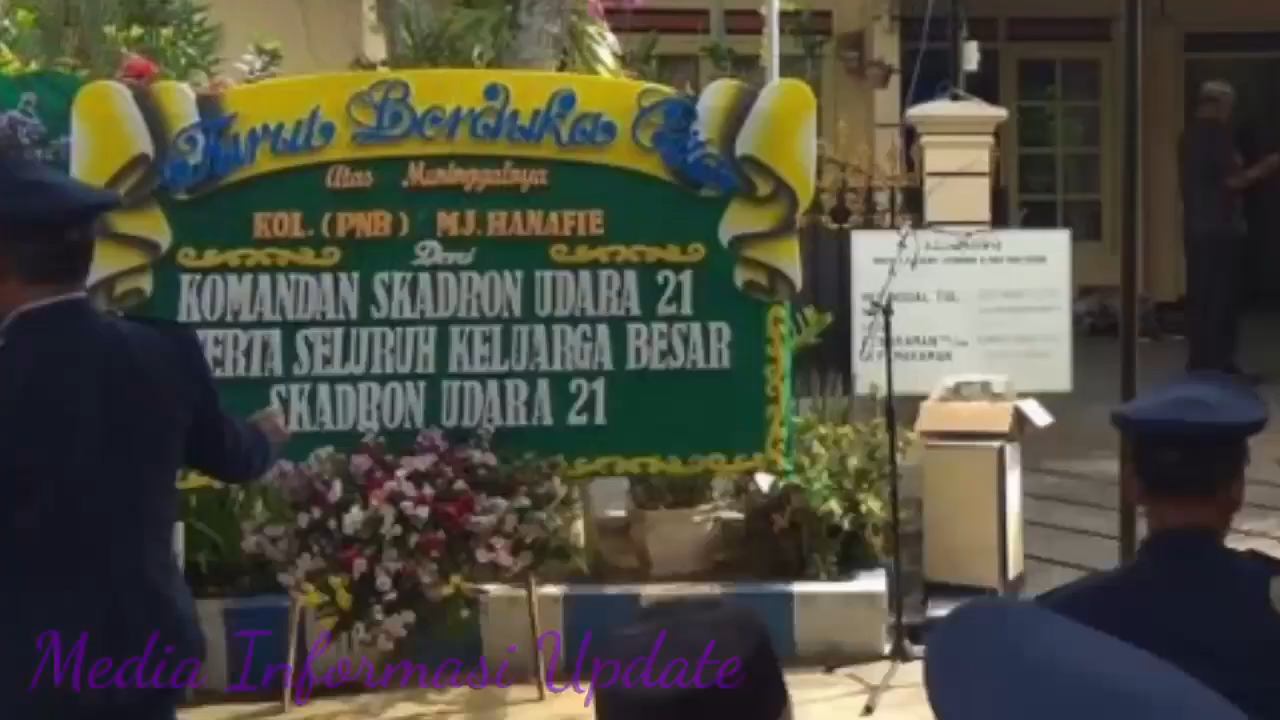 Turut Berduka Cita
Atas Meninggalnya
KOL. (PNB) MJ. HANAFIE
Dari
KOMANDAN SKADRON UDARA 21
SERTA SELURUH KELUARGA BESAR
SKADRON UDARA 21
Media Informasi Update